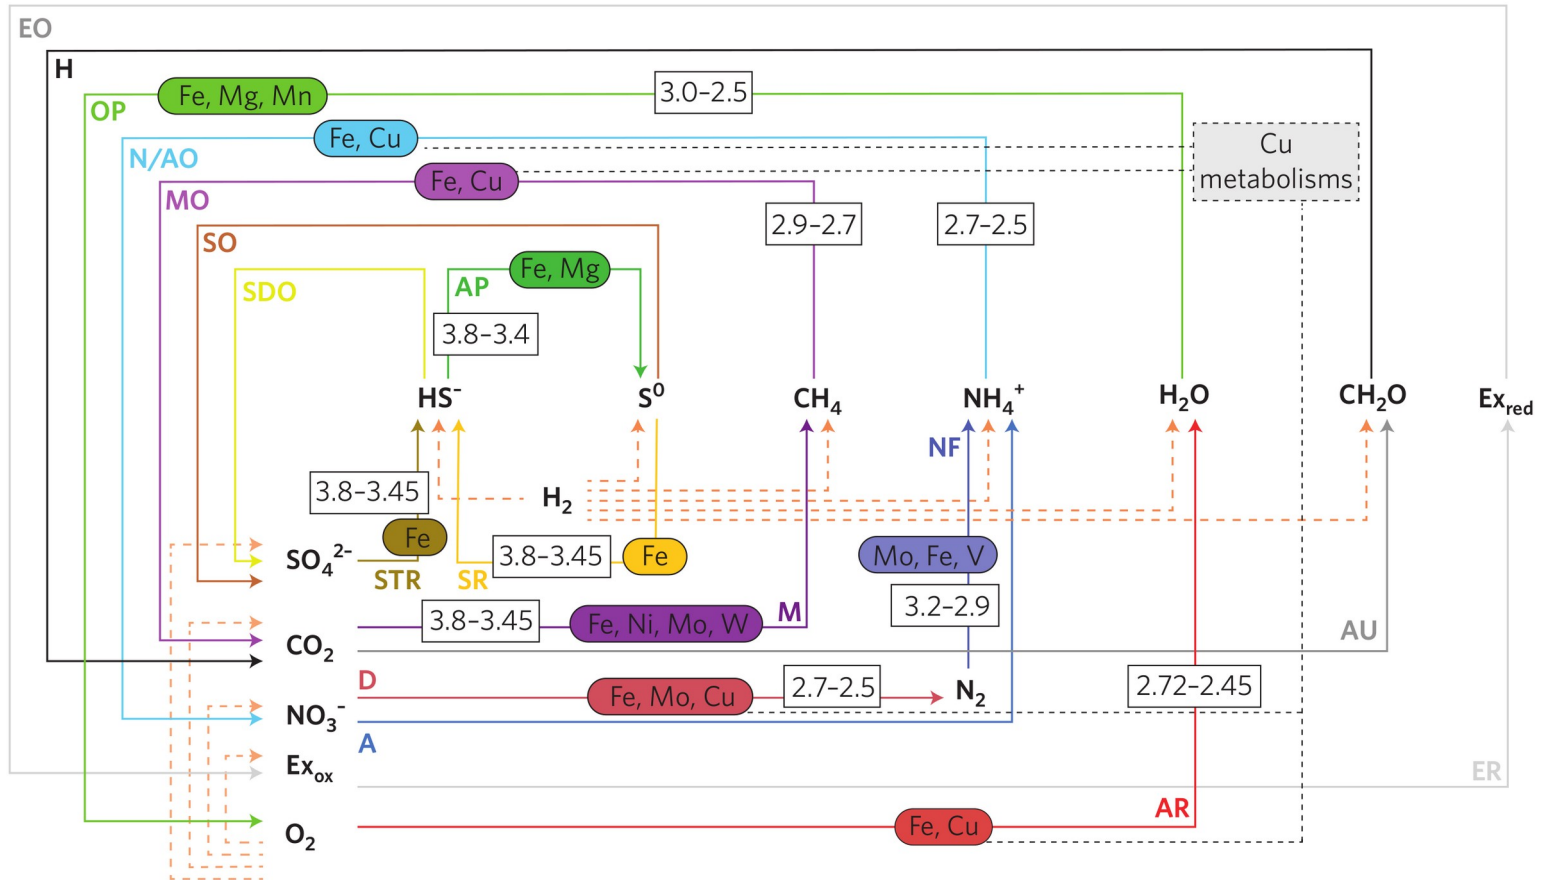 EO
H
OP
Fe, Mg, Mn
3.0–2.5
N/AO
Fe, Cu
Cu
metabolisms
MO
Fe, Cu
2.9–2.7
2.7–2.5
SO
SDO
AP
Fe, Mg
3.8–3.4
HS⁻
S⁰
CH₄
NH₄⁺
H₂O
CH₂O
Ex_red
NF
3.8–3.45
H₂
Fe
SO₄²⁻
STR
SR
3.8–3.45
Fe
Mo, Fe, V
3.2–2.9
3.8–3.45
Fe, Ni, Mo, W
M
CO₂
AU
D
Fe, Mo, Cu
2.7–2.5
N₂
2.72–2.45
NO₃⁻
A
Ex_ox
ER
O₂
Fe, Cu
AR